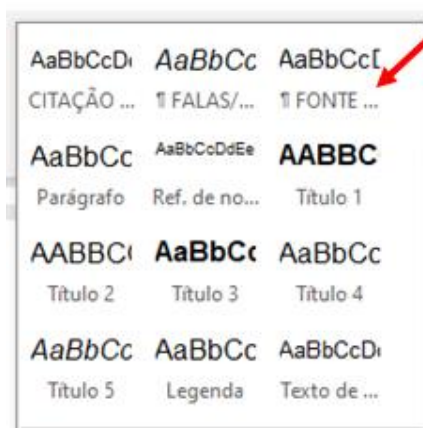 AaBbCcD AaBbCc AaBbCc
CITAÇÃO ... ¶ FALAS/... ¶ FONTE ...
AaBbCc AaBbCcDdEe AABBC
Parágrafo Ref. de no... Título 1
AABBC AaBbCc AaBbCc
Título 2 Título 3 Título 4
AaBbCc AaBbCc AaBbCcD
Título 5 Legenda Texto de ...